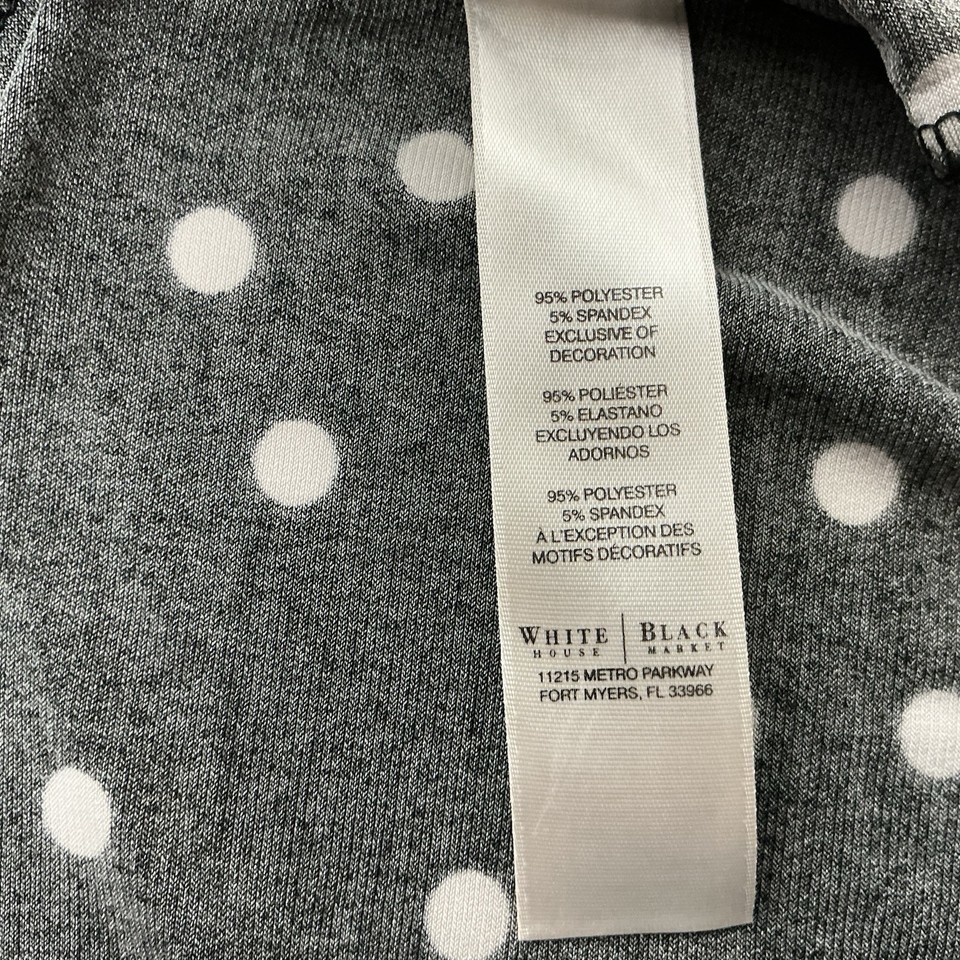 95% POLYESTER
5% SPANDEX
EXCLUSIVE OF
DECORATION
95% POLIÉSTER
5% ELASTANO
EXCLUYENDO LOS
ADORNOS
95% POLYESTER
5% SPANDEX
À L'EXCEPTION DES
MOTIFS DÉCORATIFS
WHITE | BLACK
HOUSE MARKET
11215 METRO PARKWAY
FORT MYERS, FL 33966